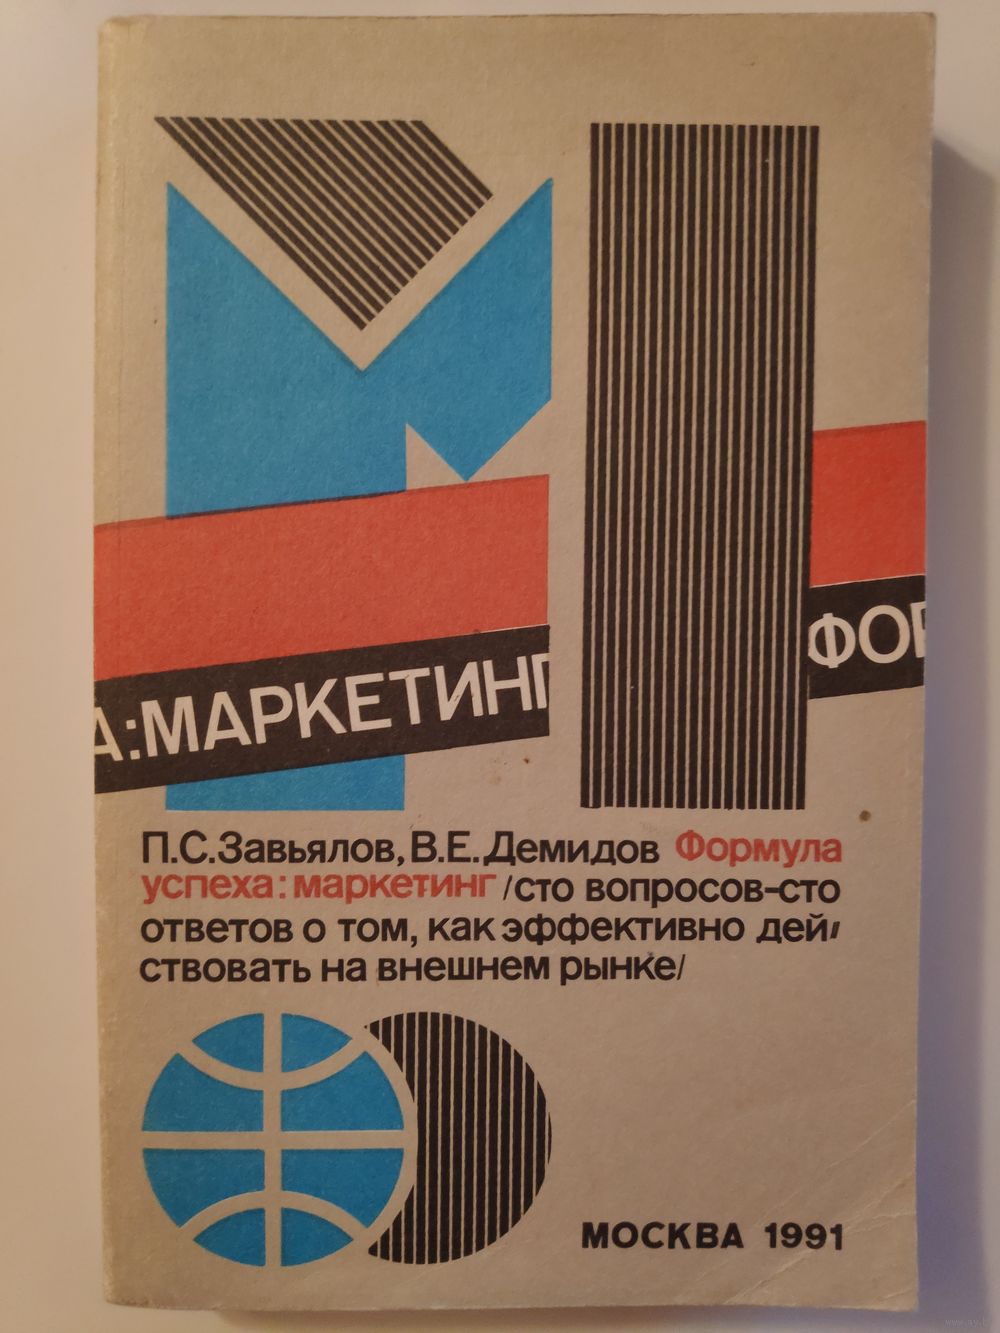 А:МАРКЕТИНГ
ФОР
П.С.Завьялов, В.Е.Демидов Формула
успеха: маркетинг /сто вопросов-сто
ответов о том, как эффективно дей-
ствовать на внешнем рынке/
МОСКВА 1991